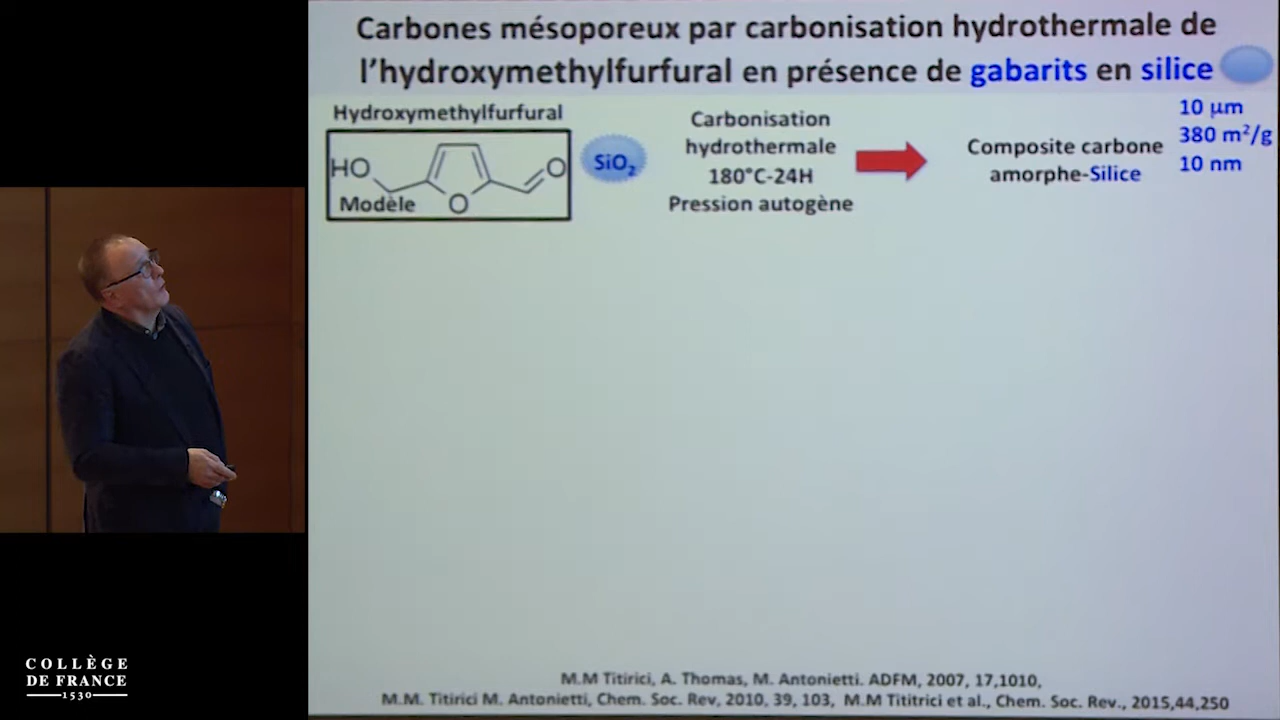 Carbones mésoporeux par carbonisation hydrothermale de
l’hydroxymethylfurfural en présence de gabarits en silice
Hydroxymethylfurfural
HO
O
O
Modèle
SiO₂
Carbonisation
hydrothermale
180°C-24H
Pression autogène
Composite carbone
amorphe-Silice
10 µm
380 m²/g
10 nm
M.M Titirici, A. Thomas, M. Antonietti. ADFM, 2007, 17,1010,
M.M. Titirici M. Antonietti, Chem. Soc. Rev, 2010, 39, 103, M.M Tititrici et al., Chem. Soc. Rev., 2015,44,250
COLLÈGE
DE FRANCE
1530